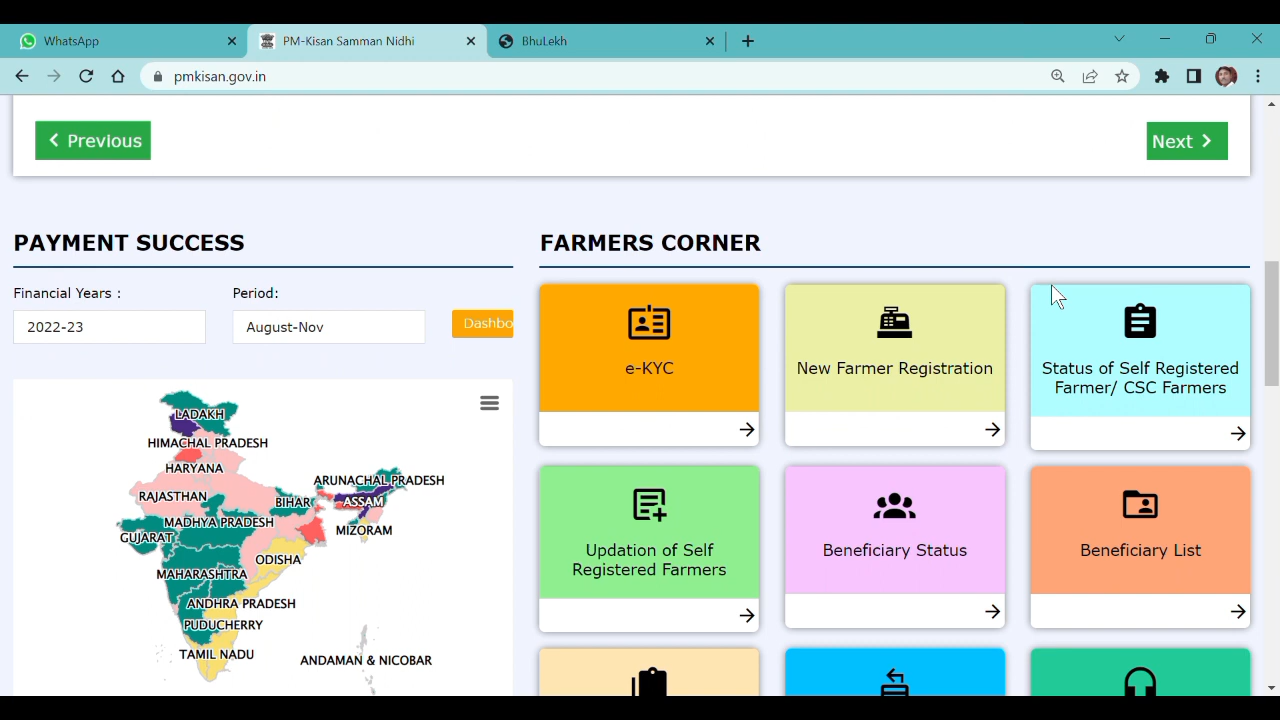 WhatsApp
PM-Kisan Samman Nidhi
BhuLekh
pmkisan.gov.in
Previous
Next
PAYMENT SUCCESS
Financial Years :
Period:
2022-23
August-Nov
Dashbo
LADAKH
HIMACHAL PRADESH
HARYANA
ARUNACHAL PRADESH
RAJASTHAN
BIHAR
ASSAM
MADHYA PRADESH
MIZORAM
GUJARAT
ODISHA
MAHARASHTRA
ANDHRA PRADESH
PUDUCHERRY
TAMIL NADU
ANDAMAN & NICOBAR
FARMERS CORNER
e-KYC
New Farmer Registration
Status of Self Registered
Farmer/ CSC Farmers
Updation of Self
Registered Farmers
Beneficiary Status
Beneficiary List